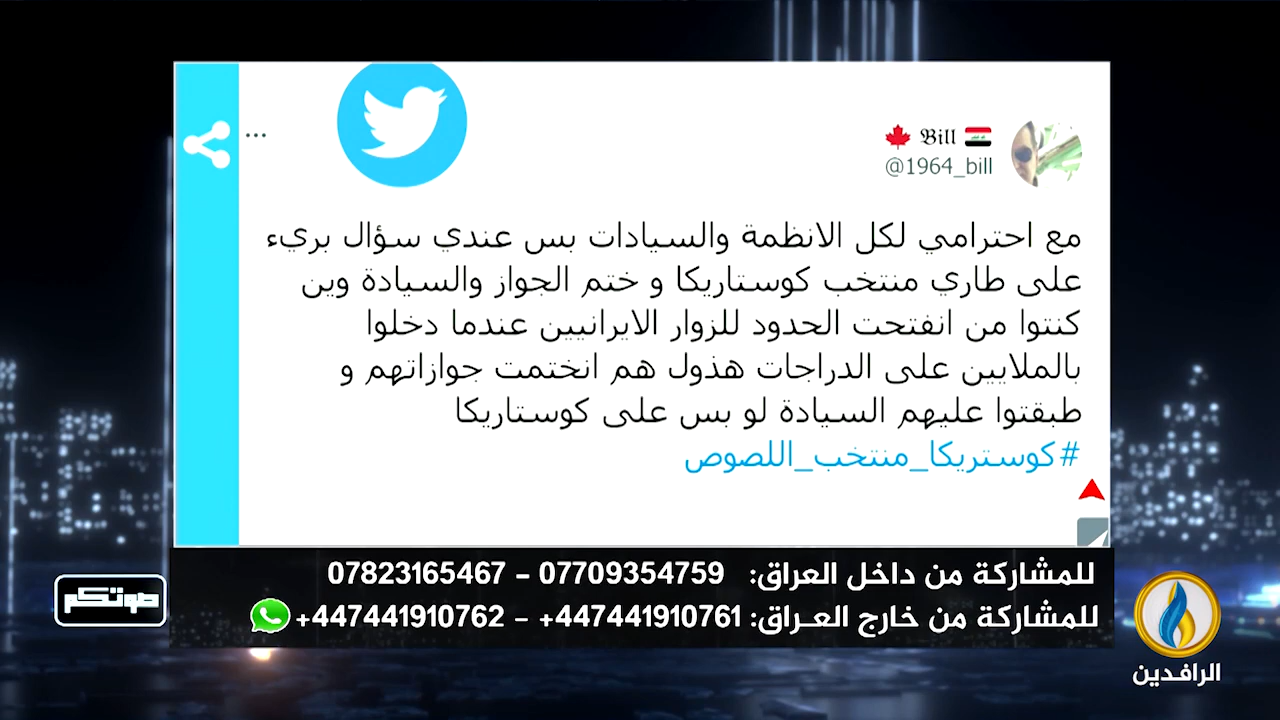 Bill
@1964_bill
...
مع احترامي لكل الانظمة والسيادات بس عندي سؤال بريء
على طاري منتخب كوستاريكا و ختم الجواز والسيادة وين
كنتوا من انفتحت الحدود للزوار الايرانيين عندما دخلوا
بالملايين على الدراجات هذول هم انختمت جوازاتهم و
طبقتوا عليهم السيادة لو بس على كوستاريكا
#كوستريكا_منتخب_اللصوص
للمشاركة من داخل العراق: 07709354759 - 07823165467
للمشاركة من خارج العـراق: 447441910761+ - 447441910762+
صوتكم
الرافدين